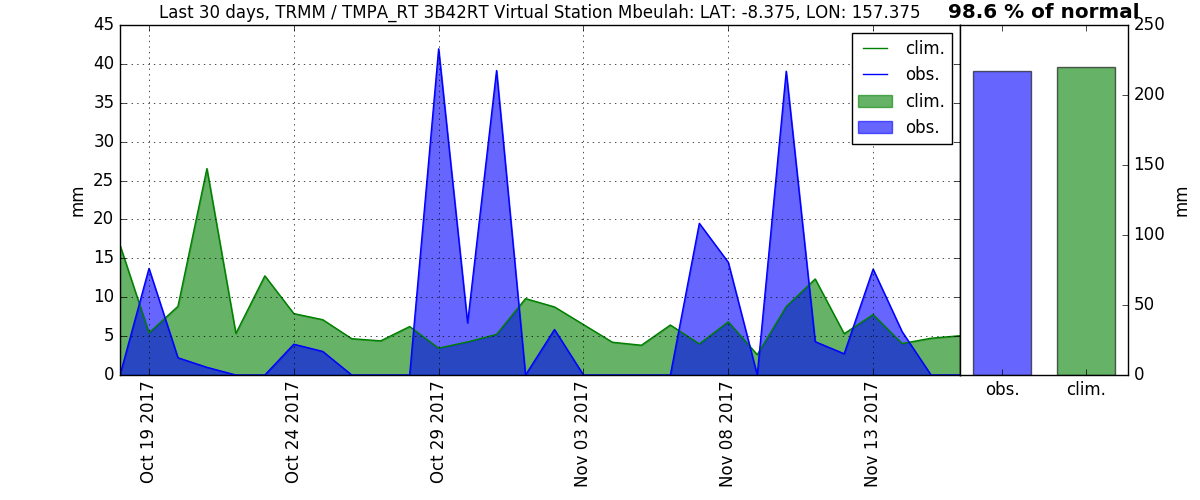 Last 30 days, TRMM / TMPA_RT 3B42RT Virtual Station Mbeulah: LAT: -8.375, LON: 157.375
98.6 % of normal
45
40
35
30
25
20
15
10
5
0
mm
clim.
obs.
clim.
obs.
250
200
150
100
50
0
mm
obs.
clim.
Oct 19 2017
Oct 24 2017
Oct 29 2017
Nov 03 2017
Nov 08 2017
Nov 13 2017